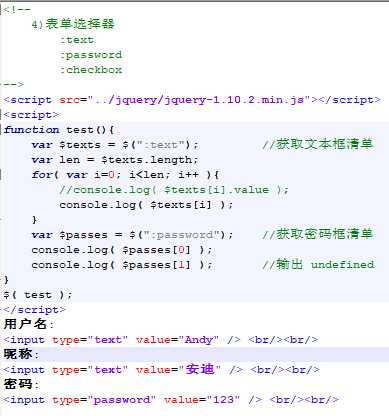 <!--
4)表单选择器
:text
:password
:checkbox
-->
<script src="../jquery/jquery-1.10.2.min.js"></script>
<script>
function test(){
var $texts = $(":text"); //获取文本框清单
var len = $texts.length;
for( var i=0; i<len; i++ ){
//console.log( $texts[i].value );
console.log( $texts[i] );
}
var $passes = $(":password"); //获取密码框清单
console.log( $passes[0] );
console.log( $passes[1] ); //输出 undefined
}
$( test );
</script>
用户名:
<input type="text" value="Andy" /> <br/><br/>
昵称:
<input type="text" value="安迪" /> <br/><br/>
密码:
<input type="password" value="123" /> <br/><br/>